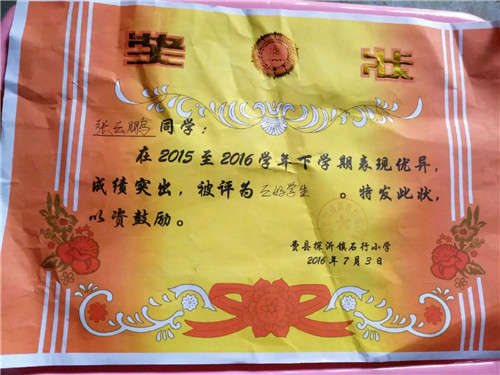 奖 状
张云鹏 同学：
在2015至2016学年下学期表现优异，
成绩突出，被评为 三好学生 。特发此状，
以资鼓励。
费县探沂镇石行小学
2016年7月3日